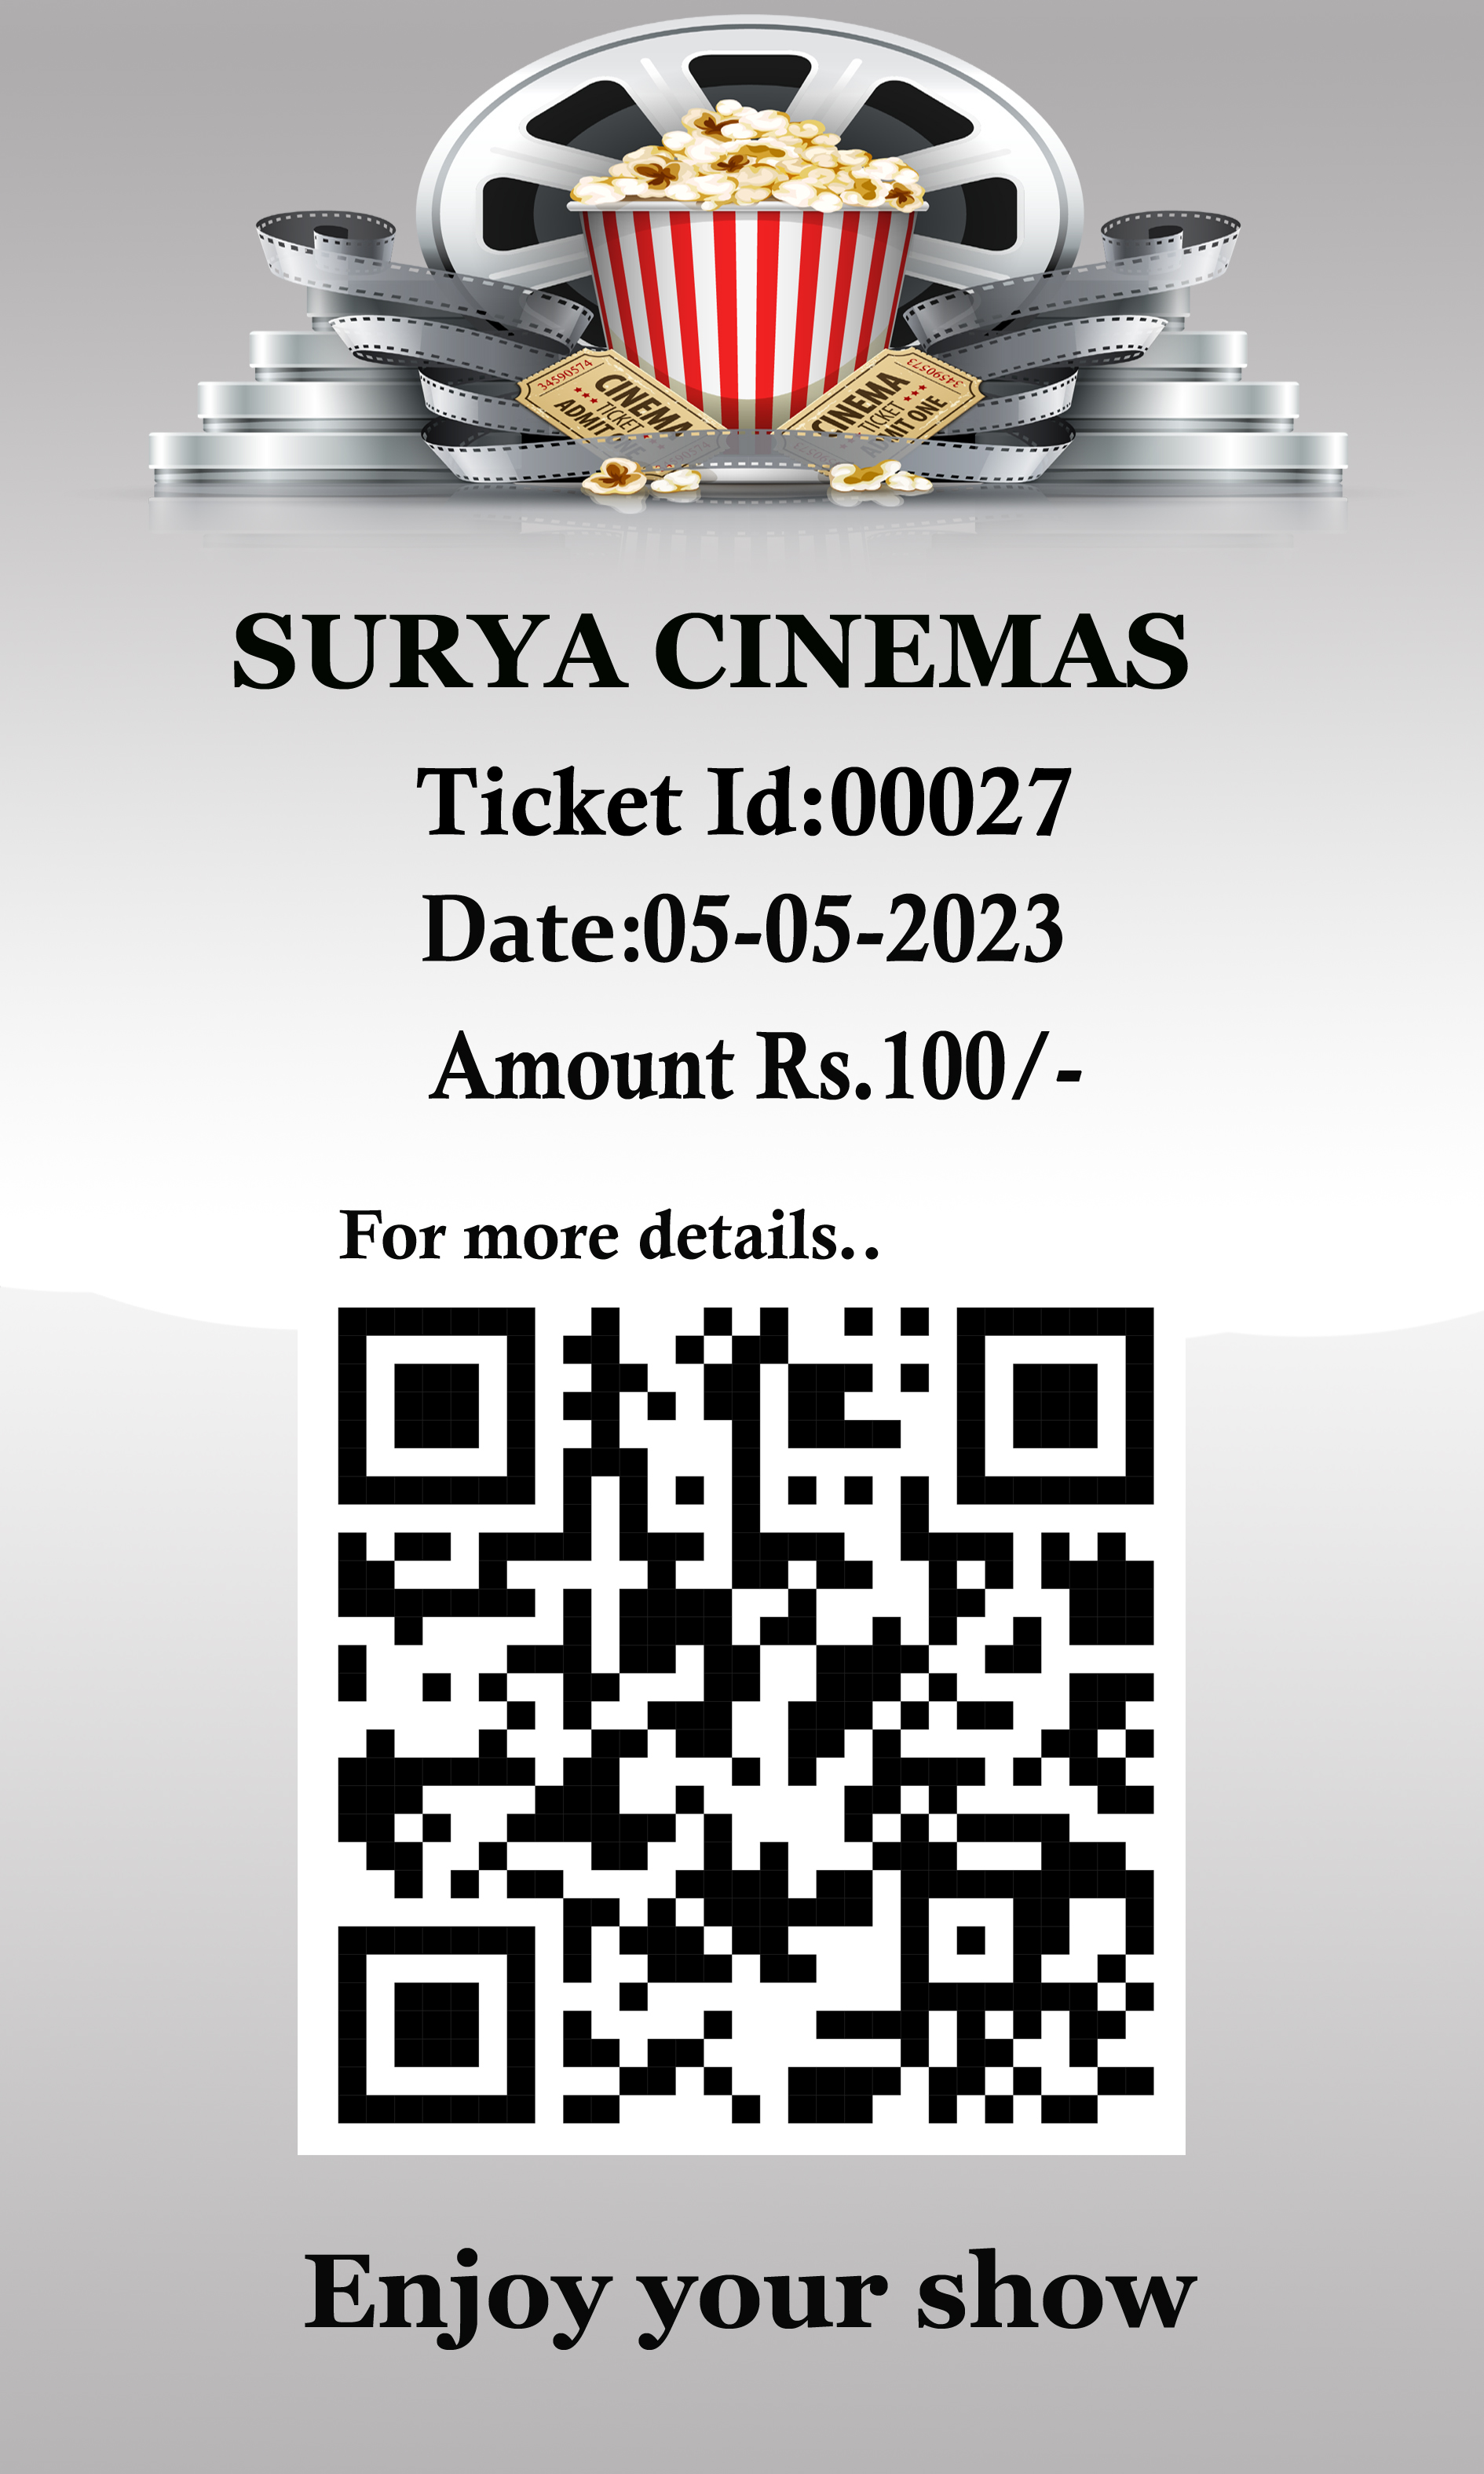 34590574
CINEMA
TICKET
ADMIT
34590573
CINEMA
TICKET
ONE
SURYA CINEMAS
Ticket Id:00027
Date:05-05-2023
Amount Rs.100/-
For more details..
Enjoy your show